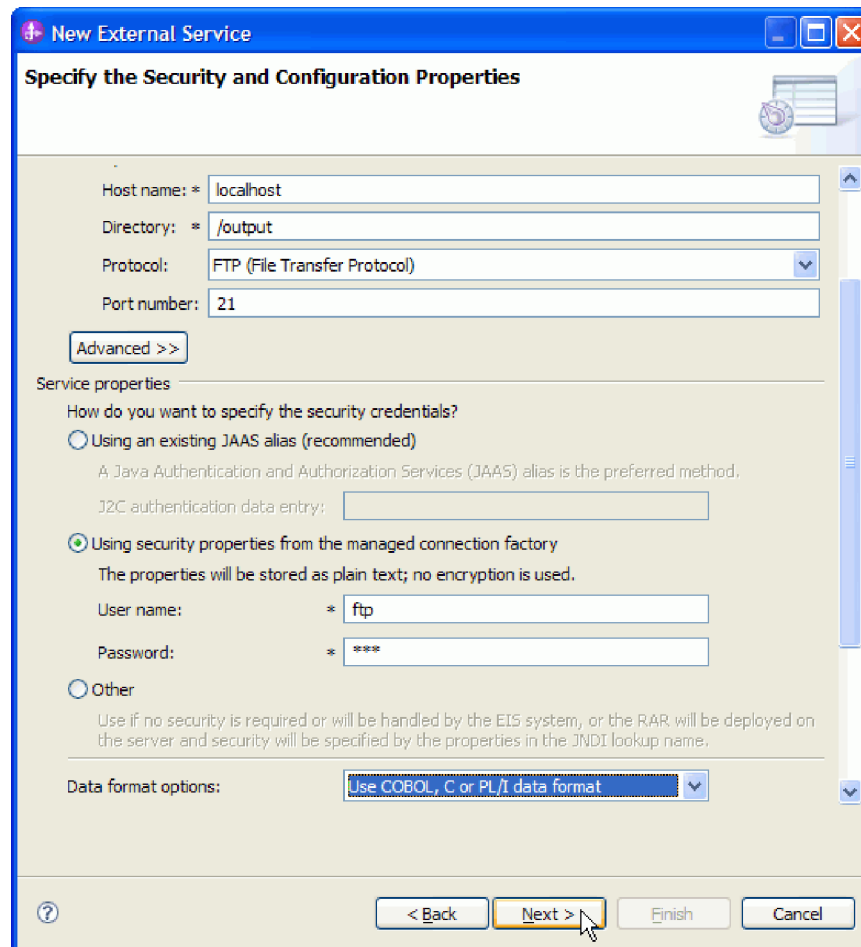 New External Service
Specify the Security and Configuration Properties
Host name: * localhost
Directory: * /output
Protocol: FTP (File Transfer Protocol)
Port number: 21
Advanced >>
Service properties
How do you want to specify the security credentials?
Using an existing JAAS alias (recommended)
A Java Authentication and Authorization Services (JAAS) alias is the preferred method.
J2C authentication data entry:
Using security properties from the managed connection factory
The properties will be stored as plain text; no encryption is used.
User name: * ftp
Password: * ***
Other
Use if no security is required or will be handled by the EIS system, or the RAR will be deployed on
the server and security will be specified by the properties in the JNDI lookup name.
Data format options: Use COBOL, C or PL/I data format
? < Back Next > Finish Cancel